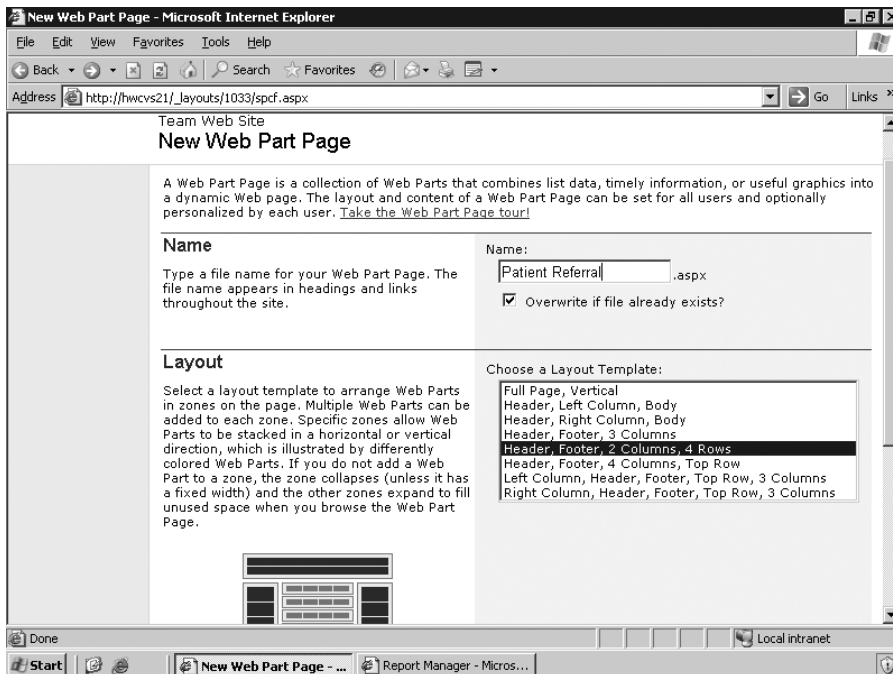 New Web Part Page - Microsoft Internet Explorer
File Edit View Favorites Tools Help
Back Search Favorites
Address http://hwcvs21/_layouts/1033/spcf.aspx Go Links »
Team Web Site
New Web Part Page
A Web Part Page is a collection of Web Parts that combines list data, timely information, or useful graphics into
a dynamic Web page. The layout and content of a Web Part Page can be set for all users and optionally
personalized by each user. Take the Web Part Page tour!
Name
Type a file name for your Web Part Page. The
file name appears in headings and links
throughout the site.
Name:
Patient Referral .aspx
Overwrite if file already exists?
Layout
Select a layout template to arrange Web Parts
in zones on the page. Multiple Web Parts can be
added to each zone. Specific zones allow Web
Parts to be stacked in a horizontal or vertical
direction, which is illustrated by differently
colored Web Parts. If you do not add a Web
Part to a zone, the zone collapses (unless it has
a fixed width) and the other zones expand to fill
unused space when you browse the Web Part
Page.
Choose a Layout Template:
Full Page, Vertical
Header, Left Column, Body
Header, Right Column, Body
Header, Footer, 3 Columns
Header, Footer, 2 Columns, 4 Rows
Header, Footer, 4 Columns, Top Row
Left Column, Header, Footer, Top Row, 3 Columns
Right Column, Header, Footer, Top Row, 3 Columns
Done Local intranet
Start New Web Part Page - ... Report Manager - Micros...